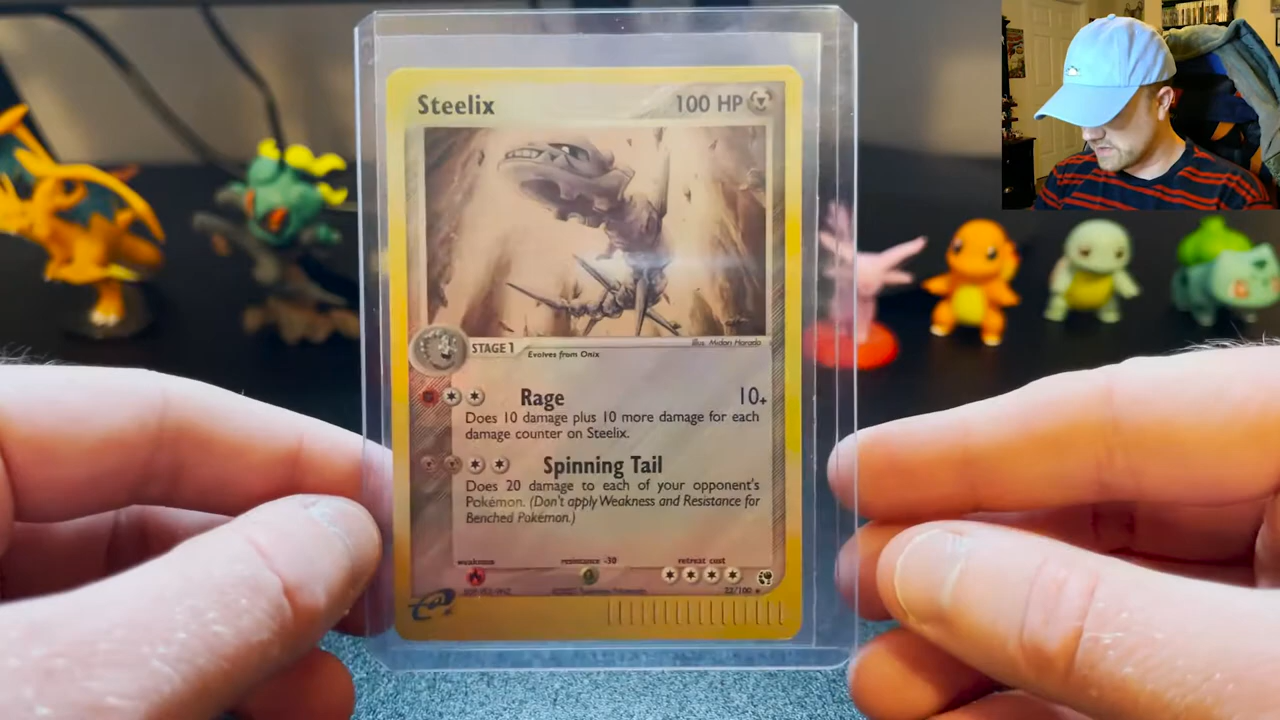 Steelix 100 HP
STAGE 1 Evolves from Onix
Illus. Midori Harada
Rage 10+
Does 10 damage plus 10 more damage for each
damage counter on Steelix.
Spinning Tail
Does 20 damage to each of your opponent's
Pokémon. (Don't apply Weakness and Resistance for
Benched Pokémon.)
weakness resistance -30 retreat cost
22/100 ★